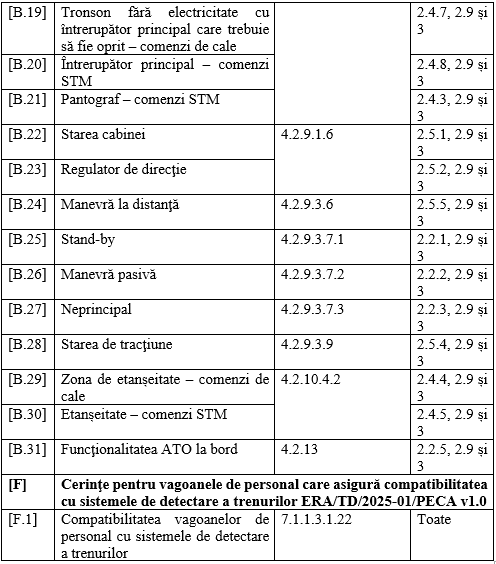 [B.19] Tronson fără electricitate cu 2.4.7, 2.9 și
întrerupător principal care trebuie 3
să fie oprit – comenzi de cale
[B.20] Întrerupător principal – comenzi 2.4.8, 2.9 și
STM 3
[B.21] Pantograf – comenzi STM 2.4.3, 2.9 și
3
[B.22] Starea cabinei 4.2.9.1.6 2.5.1, 2.9 și
3
[B.23] Regulator de direcţie 2.5.2, 2.9 și
3
[B.24] Manevră la distanţă 4.2.9.3.6 2.5.5, 2.9 și
3
[B.25] Stand-by 4.2.9.3.7.1 2.2.1, 2.9 și
3
[B.26] Manevră pasivă 4.2.9.3.7.2 2.2.2, 2.9 și
3
[B.27] Neprincipal 4.2.9.3.7.3 2.2.3, 2.9 și
3
[B.28] Starea de tracţiune 4.2.9.3.9 2.5.4, 2.9 și
3
[B.29] Zona de etanșeitate – comenzi de 4.2.10.4.2 2.4.4, 2.9 și
cale 3
[B.30] Etanșeitate – comenzi STM 2.4.5, 2.9 și
3
[B.31] Funcţionalitatea ATO la bord 4.2.13 2.2.5, 2.9 și
3
[F] Cerinţe pentru vagoanele de personal care asigură compatibilitatea
cu sistemele de detectare a trenurilor ERA/TD/2025-01/PECA v1.0
[F.1] Compatibilitatea vagoanelor de 7.1.1.3.1.22 Toate
personal cu sistemele de detectare
a trenurilor